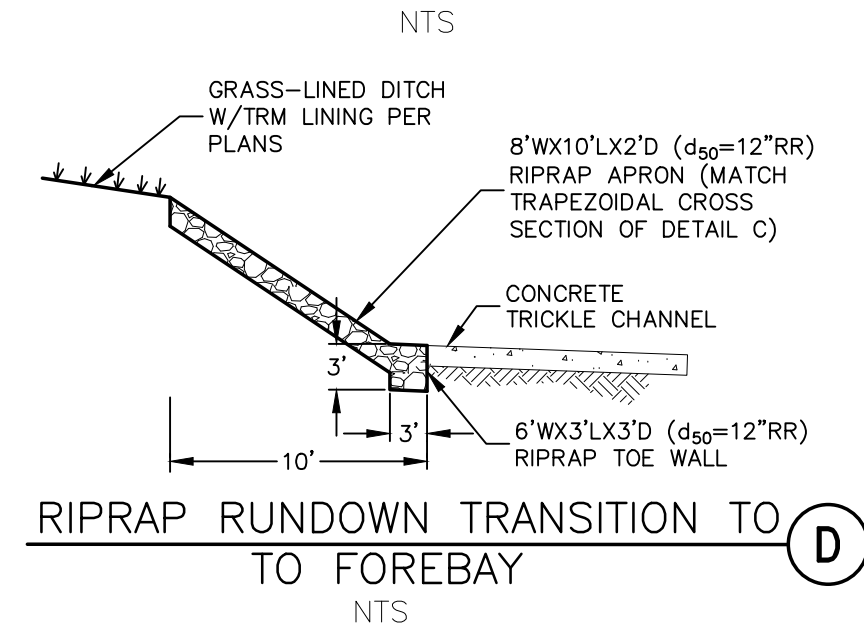 NTS
GRASS-LINED DITCH
W/TRM LINING PER
PLANS
8'WX10'LX2'D (d₅₀=12"RR)
RIPRAP APRON (MATCH
TRAPEZOIDAL CROSS
SECTION OF DETAIL C)
CONCRETE
TRICKLE CHANNEL
3'
3'
6'WX3'LX3'D (d₅₀=12"RR)
RIPRAP TOE WALL
10'
RIPRAP RUNDOWN TRANSITION TO
D
TO FOREBAY
NTS